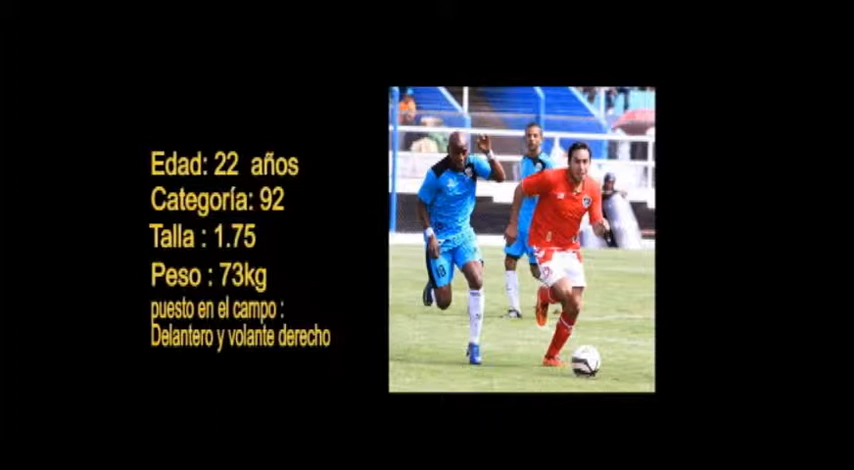 Edad: 22 años
Categoría: 92
Talla : 1.75
Peso : 73kg
puesto en el campo :
Delantero y volante derecho